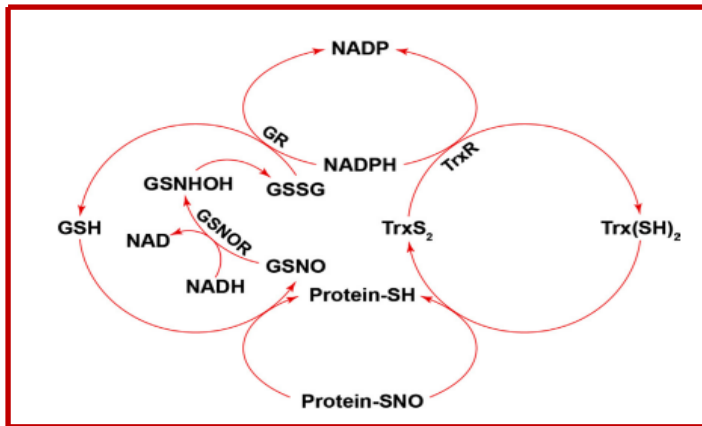 NADP
GR
NADPH
TrxR
GSNHOH
GSSG
GSH
NAD
GSNOR
TrxS₂
Trx(SH)₂
GSNO
NADH
Protein-SH
Protein-SNO